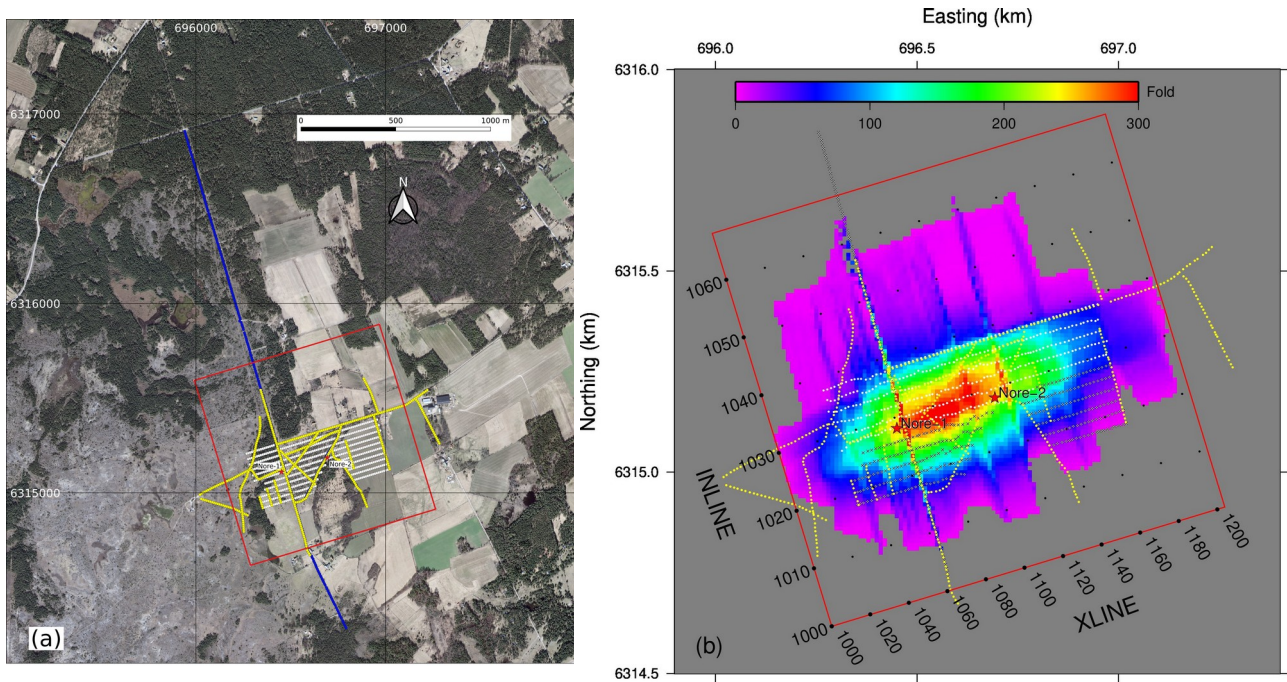 696000
697000
6317000
0
500
1000 m
N
6316000
Nore-1
Nore-2
6315000
(a)
Easting (km)
696.0
696.5
697.0
6316.0
Fold
0
100
200
300
Northing (km)
6315.5
1060
1050
1040
Nore-2
Nore-1
1030
6315.0
INLINE
1020
1010
1000
1000
1020
1040
1060
1080
1100
1120
1140
1160
1180
1200
XLINE
(b)
6314.5